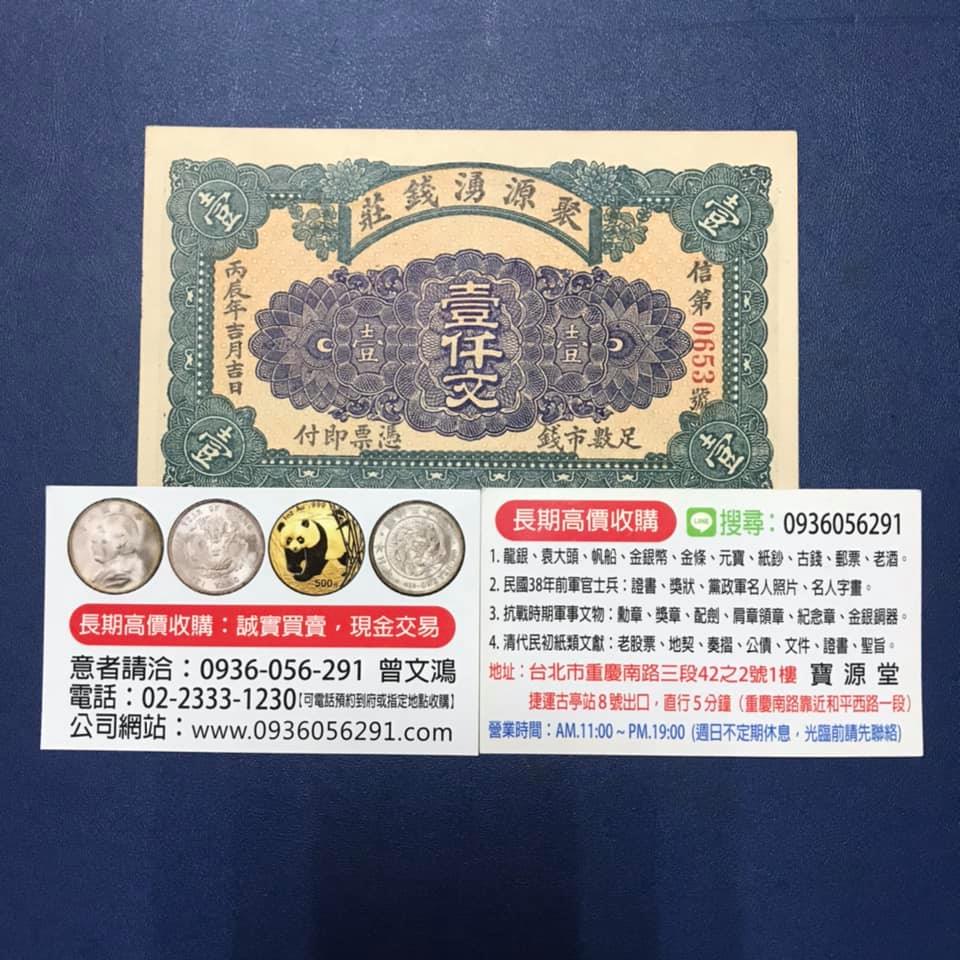 聚源湧錢莊
壹
壹
信第0653號
丙辰年吉月吉日
壹仟文
壹
壹
足數市錢
憑票即付
壹
壹
500元
長期高價收購：誠實買賣，現金交易
意者請洽：0936-056-291 曾文鴻
電話：02-2333-1230【可電話預約到府或指定地點收購】
公司網站：www.0936056291.com
長期高價收購 LINE 搜尋：0936056291
1. 龍銀、袁大頭、帆船、金銀幣、金條、元寶、紙鈔、古錢、郵票、老酒。
2. 民國38年前軍官士兵：證書、獎狀、黨政軍名人照片、名人字畫。
3. 抗戰時期軍事文物：勳章、獎章、配劍、肩章領章、紀念章、金銀銅器。
4. 清代民初紙類文獻：老股票、地契、奏摺、公債、文件、證書、聖旨。
地址：台北市重慶南路三段42之2號1樓 寶源堂
捷運古亭站8號出口，直行5分鐘（重慶南路靠近和平西路一段）
營業時間：AM.11:00 ~ PM.19:00 (週日不定期休息，光臨前請先聯絡)